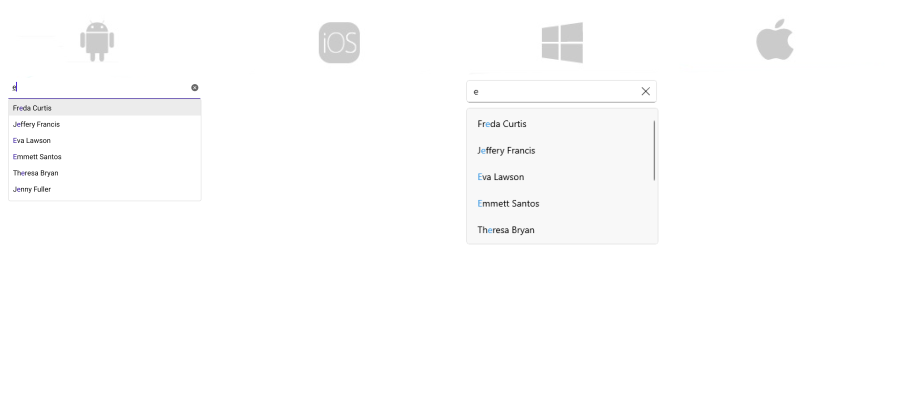 iOS
e
Freda Curtis
Jeffery Francis
Eva Lawson
Emmett Santos
Theresa Bryan
Jenny Fuller
e
Freda Curtis
Jeffery Francis
Eva Lawson
Emmett Santos
Theresa Bryan